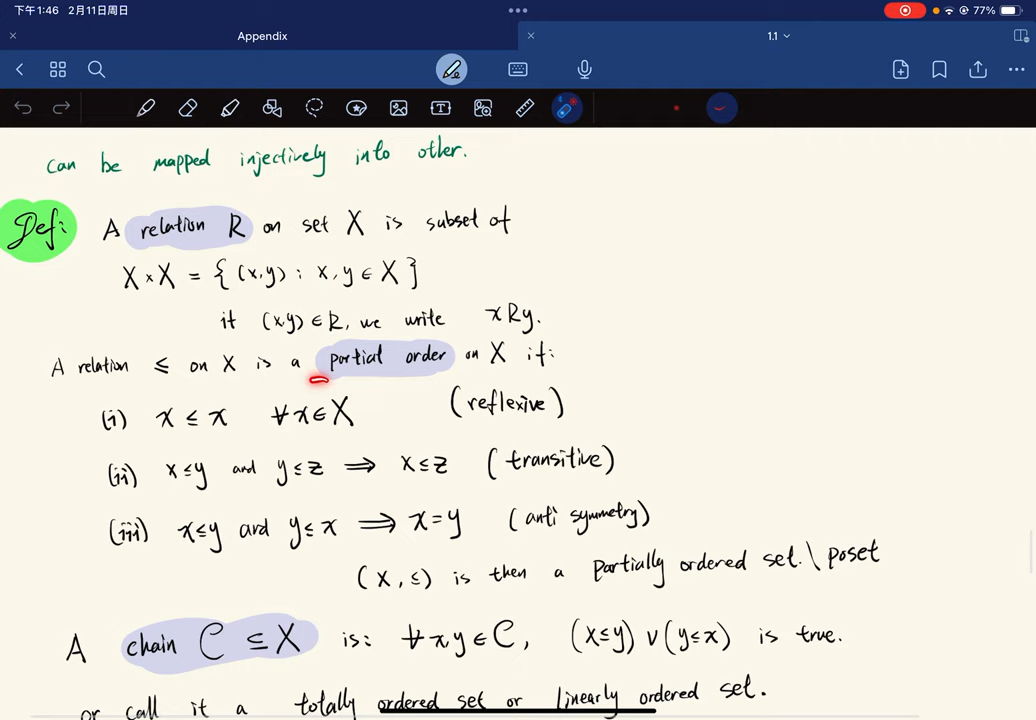 下午1:46 2月11日周日
77%
Appendix
1.1
can be mapped injectively into other.
Def: A relation R on set X is subset of
X×X = {(x,y) : x,y ∈ X}
if (x,y) ∈ R, we write xRy.
A relation ≤ on X is a partial order on X if:
(i) x ≤ x ∀x∈X (reflexive)
(ii) x≤y and y≤z ⟹ x≤z (transitive)
(iii) x≤y and y≤x ⟹ x=y (anti symmetry)
(X,≤) is then a partially ordered set.\poset
A chain C ⊆ X is: ∀xy∈C, (x≤y) ∨ (y≤x) is true.
or call it a totally ordered set or linearly ordered set.